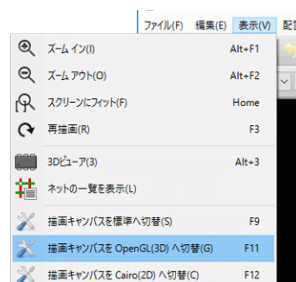 ファイル(F) 編集(E) 表示(V)
ズーム イン(I) Alt+F1
ズーム アウト(O) Alt+F2
スクリーンにフィット(F) Home
再描画(R) F3
3Dビューア(3) Alt+3
ネットの一覧を表示(L)
描画キャンバスを標準へ切替(S) F9
描画キャンバスを OpenGL(3D) へ切替(G) F11
描画キャンバスを Cairo(2D) へ切替(C) F12